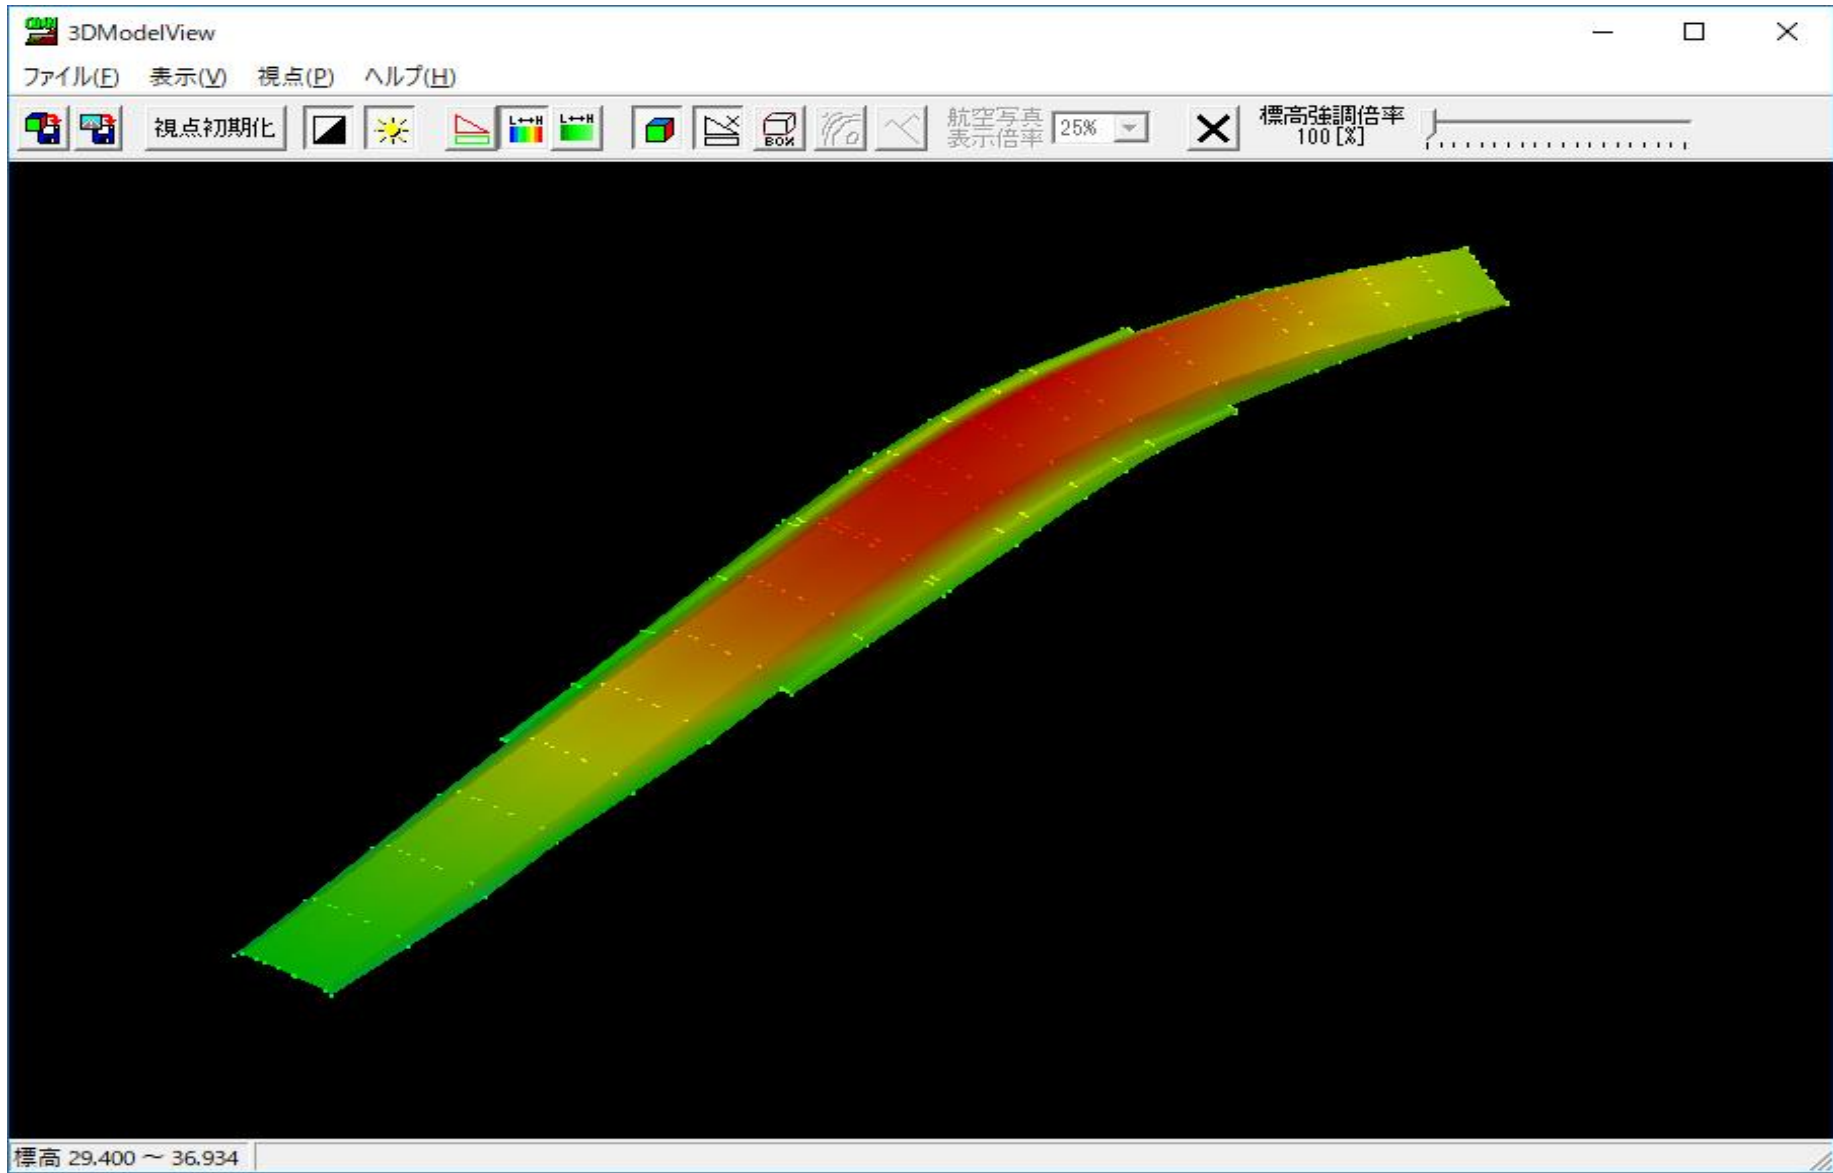 3DModelView
ファイル(F) 表示(V) 視点(P) ヘルプ(H)
視点初期化
L↔H
L↔H
BOX
航空写真
表示倍率
25%
標高強調倍率
100[%]
標高 29.400 ～ 36.934